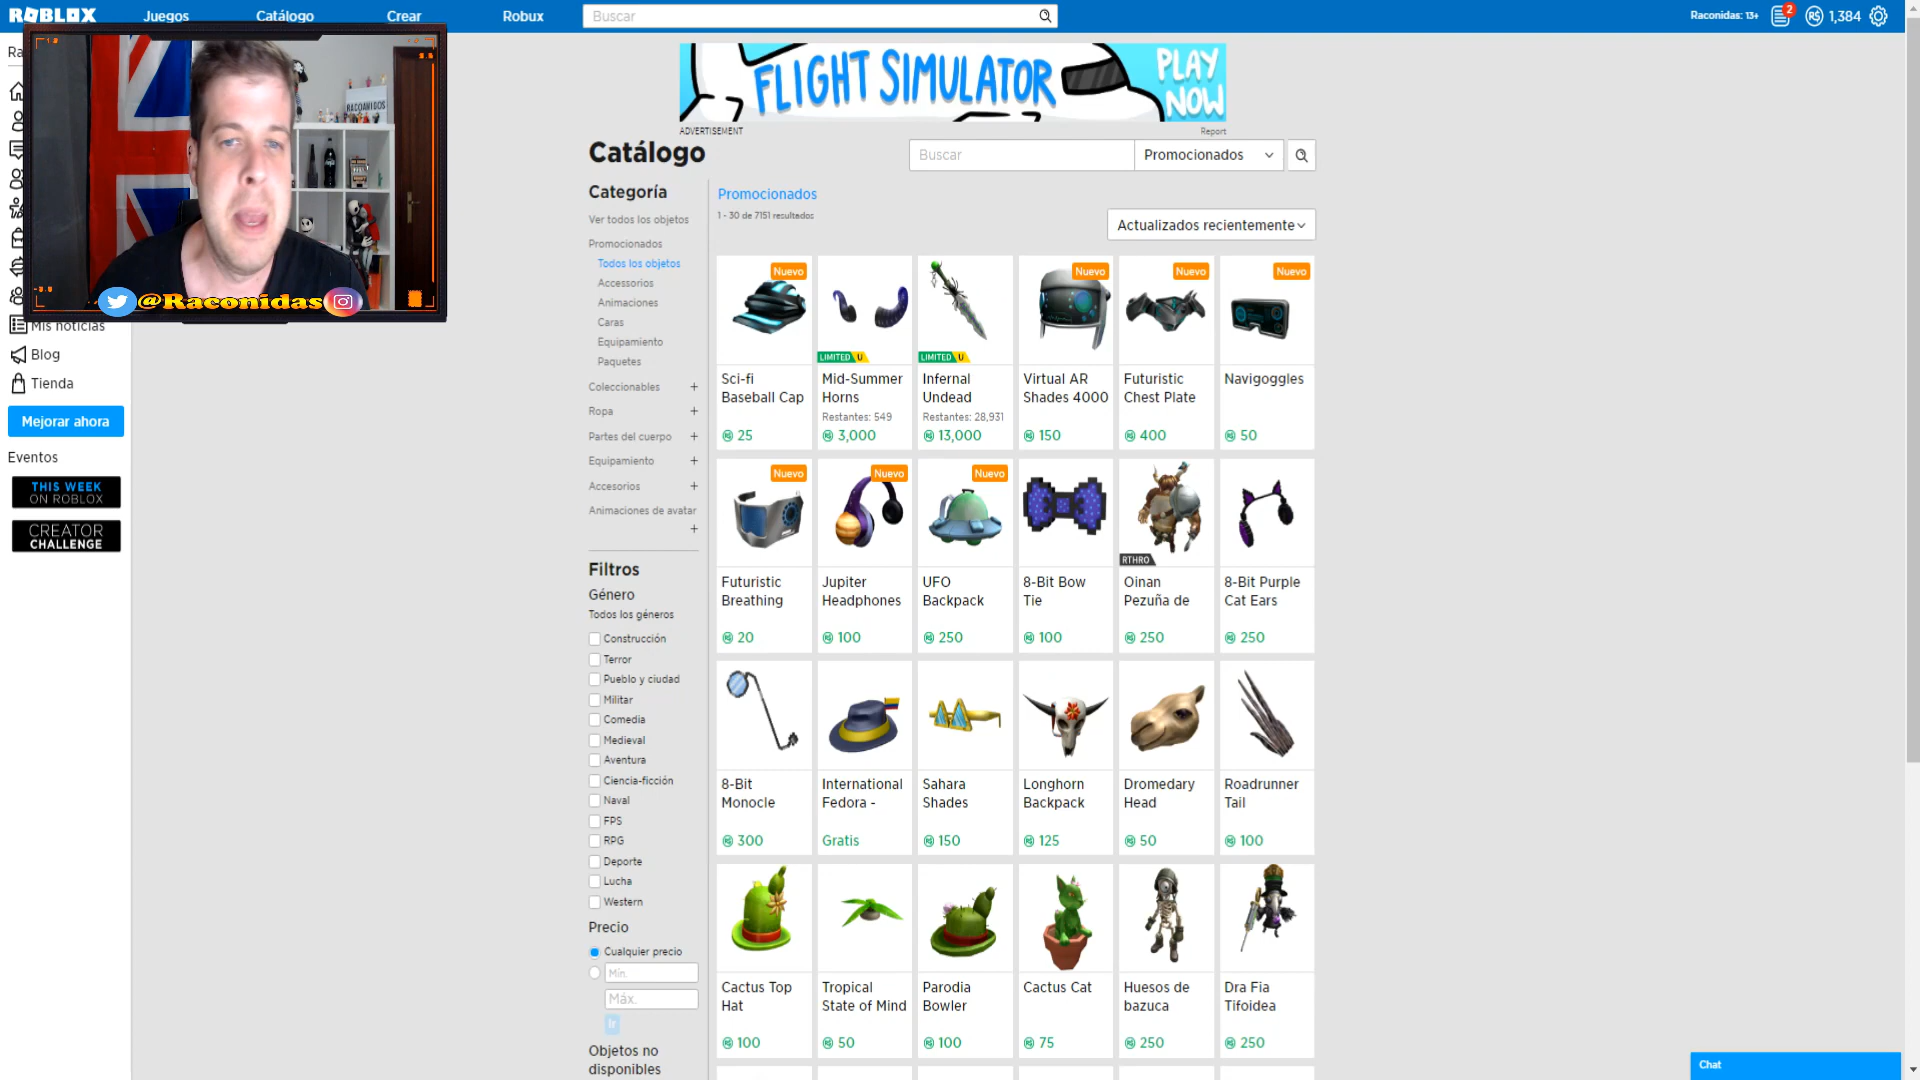 ROBLOX
Juegos
Catálogo
Crear
Robux
Buscar
Raconidas: 13+
2
1,384
Ra
RACOAMIGOS
@Raconidas
Mis noticias
Blog
Tienda
Mejorar ahora
Eventos
THIS WEEK
ON ROBLOX
CREATOR
CHALLENGE
FLIGHT SIMULATOR
PLAY
NOW
ADVERTISEMENT
Report
Catálogo
Buscar
Promocionados
Categoría
Ver todos los objetos
Promocionados
Todos los objetos
Accessorios
Animaciones
Caras
Equipamiento
Paquetes
Coleccionables +
Ropa +
Partes del cuerpo +
Equipamiento +
Accesorios +
Animaciones de avatar
+
Filtros
Género
Todos los géneros
Construcción
Terror
Pueblo y ciudad
Militar
Comedia
Medieval
Aventura
Ciencia-ficción
Naval
FPS
RPG
Deporte
Lucha
Western
Precio
Cualquier precio
Mín.
Máx.
Ir
Objetos no
disponibles
Promocionados
1 - 30 de 7151 resultados
Actualizados recientemente
Nuevo
Sci-fi
Baseball Cap
25
LIMITED U
Mid-Summer
Horns
Restantes: 549
3,000
LIMITED U
Infernal
Undead
Restantes: 28,931
13,000
Nuevo
Virtual AR
Shades 4000
150
Nuevo
Futuristic
Chest Plate
400
Nuevo
Navigoggles
50
Nuevo
Futuristic
Breathing
20
Nuevo
Jupiter
Headphones
100
Nuevo
UFO
Backpack
250
8-Bit Bow
Tie
100
RTHRO
Oinan
Pezuña de
250
8-Bit Purple
Cat Ears
250
8-Bit
Monocle
300
International
Fedora -
Gratis
Sahara
Shades
150
Longhorn
Backpack
125
Dromedary
Head
50
Roadrunner
Tail
100
Cactus Top
Hat
100
Tropical
State of Mind
50
Parodia
Bowler
100
Cactus Cat
75
Huesos de
bazuca
250
Dra Fia
Tifoidea
250
Chat